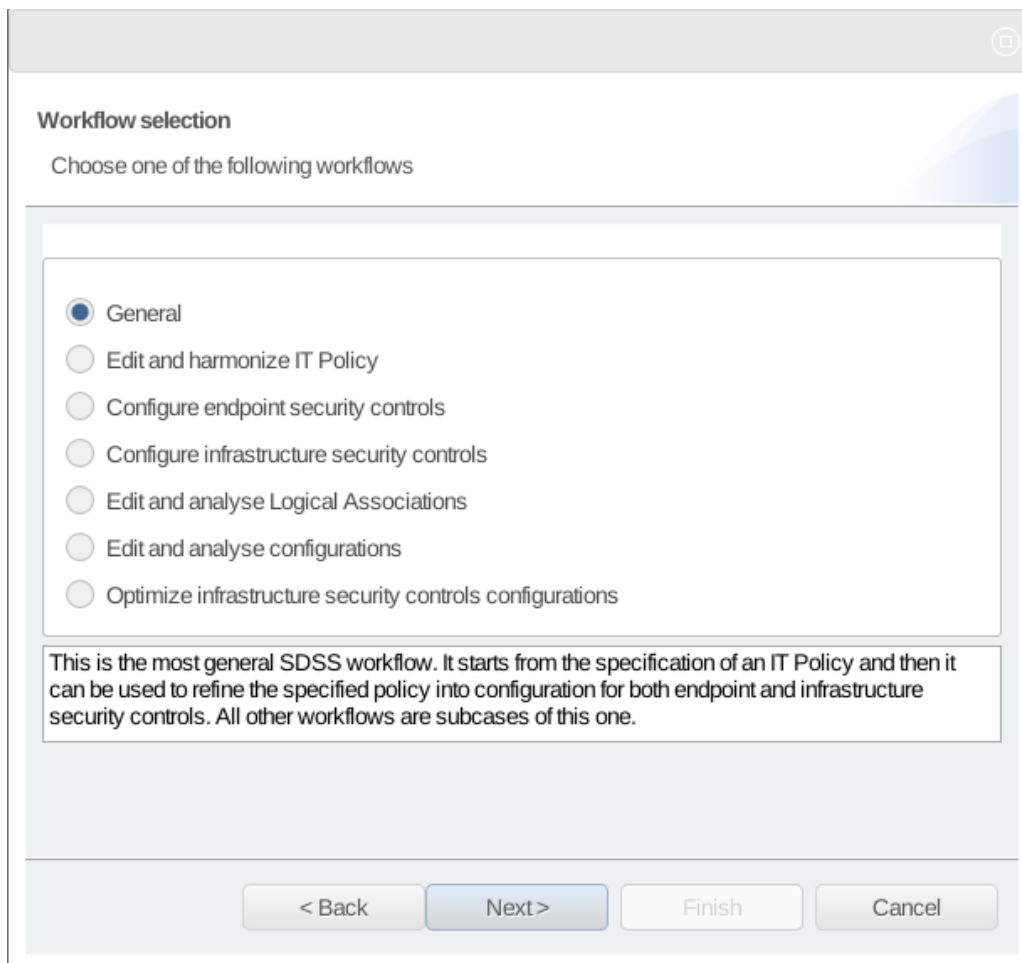 Workflow selection
Choose one of the following workflows
General
Edit and harmonize IT Policy
Configure endpoint security controls
Configure infrastructure security controls
Edit and analyse Logical Associations
Edit and analyse configurations
Optimize infrastructure security controls configurations
This is the most general SDSS workflow. It starts from the specification of an IT Policy and then it
can be used to refine the specified policy into configuration for both endpoint and infrastructure
security controls. All other workflows are subcases of this one.
< Back Next > Finish Cancel